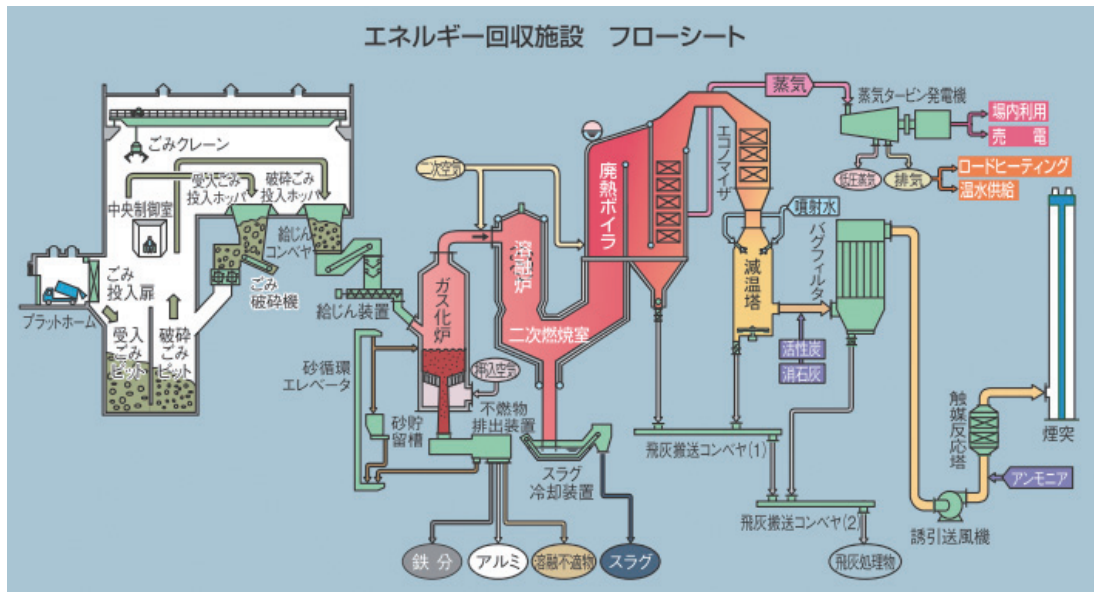 エネルギー回収施設 フローシート
ごみクレーン
受入ごみ
投入ホッパ
破砕ごみ
投入ホッパ
中央制御室
給じん
コンベヤ
ごみ
投入扉
ごみ
破砕機
プラットホーム
受入
ごみ
ピット
破砕
ごみ
ピット
給じん装置
砂循環
エレベータ
砂貯
留槽
二次空気
ガス化炉
押込空気
不燃物
排出装置
溶融炉
二次燃焼室
スラグ
冷却装置
廃熱ボイラ
エコノマイザ
蒸気
蒸気タービン発電機
場内利用
売 電
低圧蒸気
排気
ロードヒーティング
温水供給
噴射水
減温塔
バグフィルタ
活性炭
消石灰
飛灰搬送コンベヤ(1)
飛灰搬送コンベヤ(2)
触媒反応塔
アンモニア
誘引送風機
煙突
鉄 分
アルミ
溶融不適物
スラグ
飛灰処理物